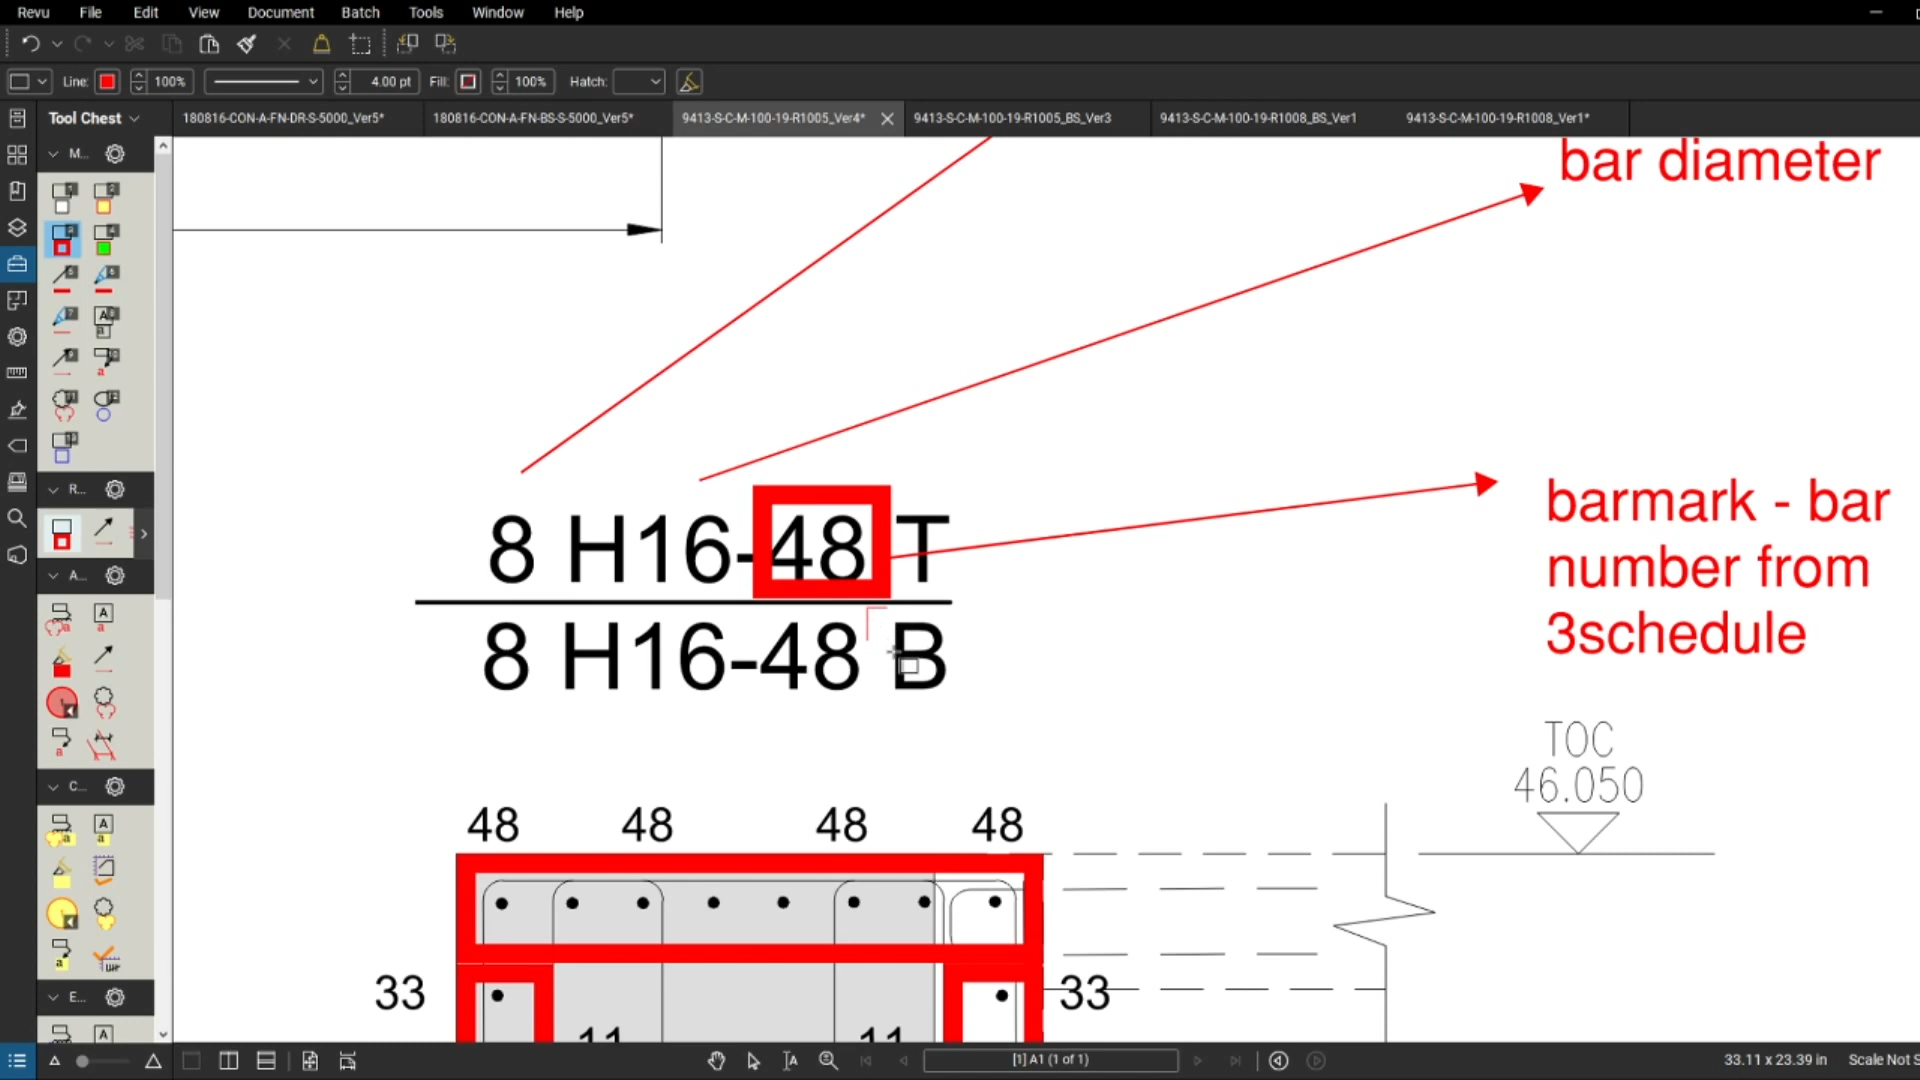 Revu File Edit View Document Batch Tools Window Help
Line: 100% 4.00 pt Fill: 100% Hatch:
Tool Chest
180816-CON-A-FN-DR-S-5000_Ver5* 180816-CON-A-FN-BS-S-5000_Ver5* 9413-S-C-M-100-19-R1005_Ver4* 9413-S-C-M-100-19-R1005_BS_Ver3 9413-S-C-M-100-19-R1008_BS_Ver1 9413-S-C-M-100-19-R1008_Ver1*
M...
R...
A...
C...
E...
bar diameter
8 H16-48 T
8 H16-48 B
barmark - bar
number from
3schedule
TOC
46.050
48 48 48 48
33 33
11 11
[1] A1 (1 of 1)
33.11 x 23.39 in
Scale Not S